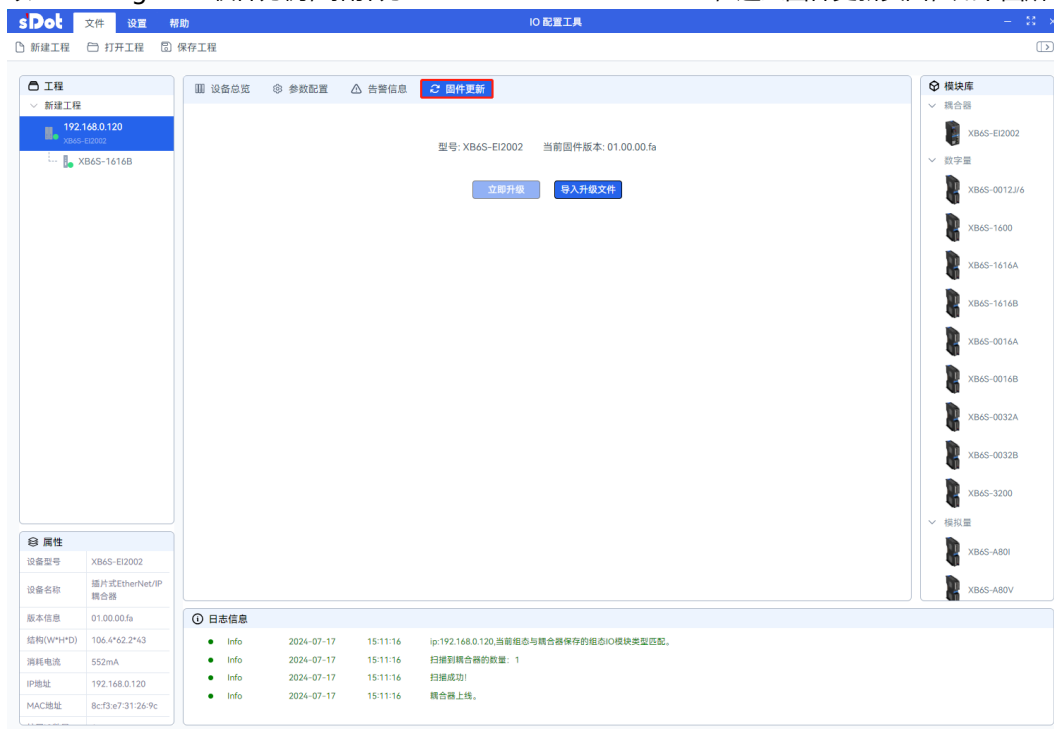 sDot 文件 设置 帮助 IO 配置工具
新建工程 打开工程 保存工程
工程
新建工程
192.168.0.120
XB6S-EI2002
XB6S-1616B
设备总览 参数配置 告警信息 固件更新
型号: XB6S-EI2002 当前固件版本: 01.00.00.fa
立即升级 导入升级文件
模块库
耦合器
XB6S-EI2002
数字量
XB6S-0012J/6
XB6S-1600
XB6S-1616A
XB6S-1616B
XB6S-0016A
XB6S-0016B
XB6S-0032A
XB6S-0032B
XB6S-3200
模拟量
XB6S-A80I
XB6S-A80V
属性
设备型号 XB6S-EI2002
设备名称 插片式EtherNet/IP
耦合器
版本信息 01.00.00.fa
结构(W*H*D) 106.4*62.2*43
消耗电流 552mA
IP地址 192.168.0.120
MAC地址 8c:f3:e7:31:26:9c
日志信息
Info 2024-07-17 15:11:16 ip:192.168.0.120,当前组态与耦合器保存的组态IO模块类型匹配。
Info 2024-07-17 15:11:16 扫描到耦合器的数量: 1
Info 2024-07-17 15:11:16 扫描成功!
Info 2024-07-17 15:11:16 耦合器上线。